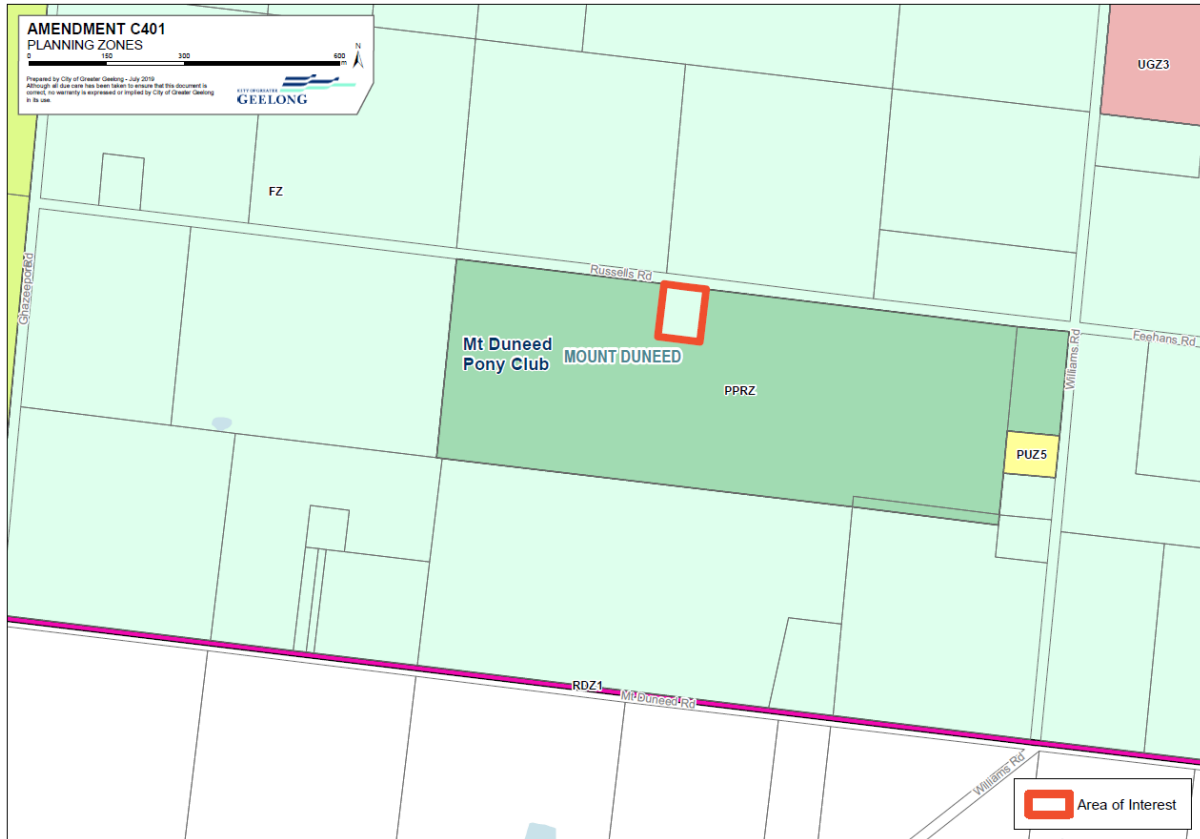 AMENDMENT C401
PLANNING ZONES
0 150 300 600
m
N
Prepared by City of Greater Geelong - July 2019
Although all due care has been taken to ensure that this document is
correct, no warranty is expressed or implied by City of Greater Geelong
in its use.
CITY OF GREATER
GEELONG
UGZ3
FZ
Ghazeepore Rd
Russells Rd
Feehans Rd
Williams Rd
Mt Duneed
Pony Club
MOUNT DUNEED
PPRZ
PUZ5
RDZ1
Mt Duneed Rd
Williams Rd
Area of Interest